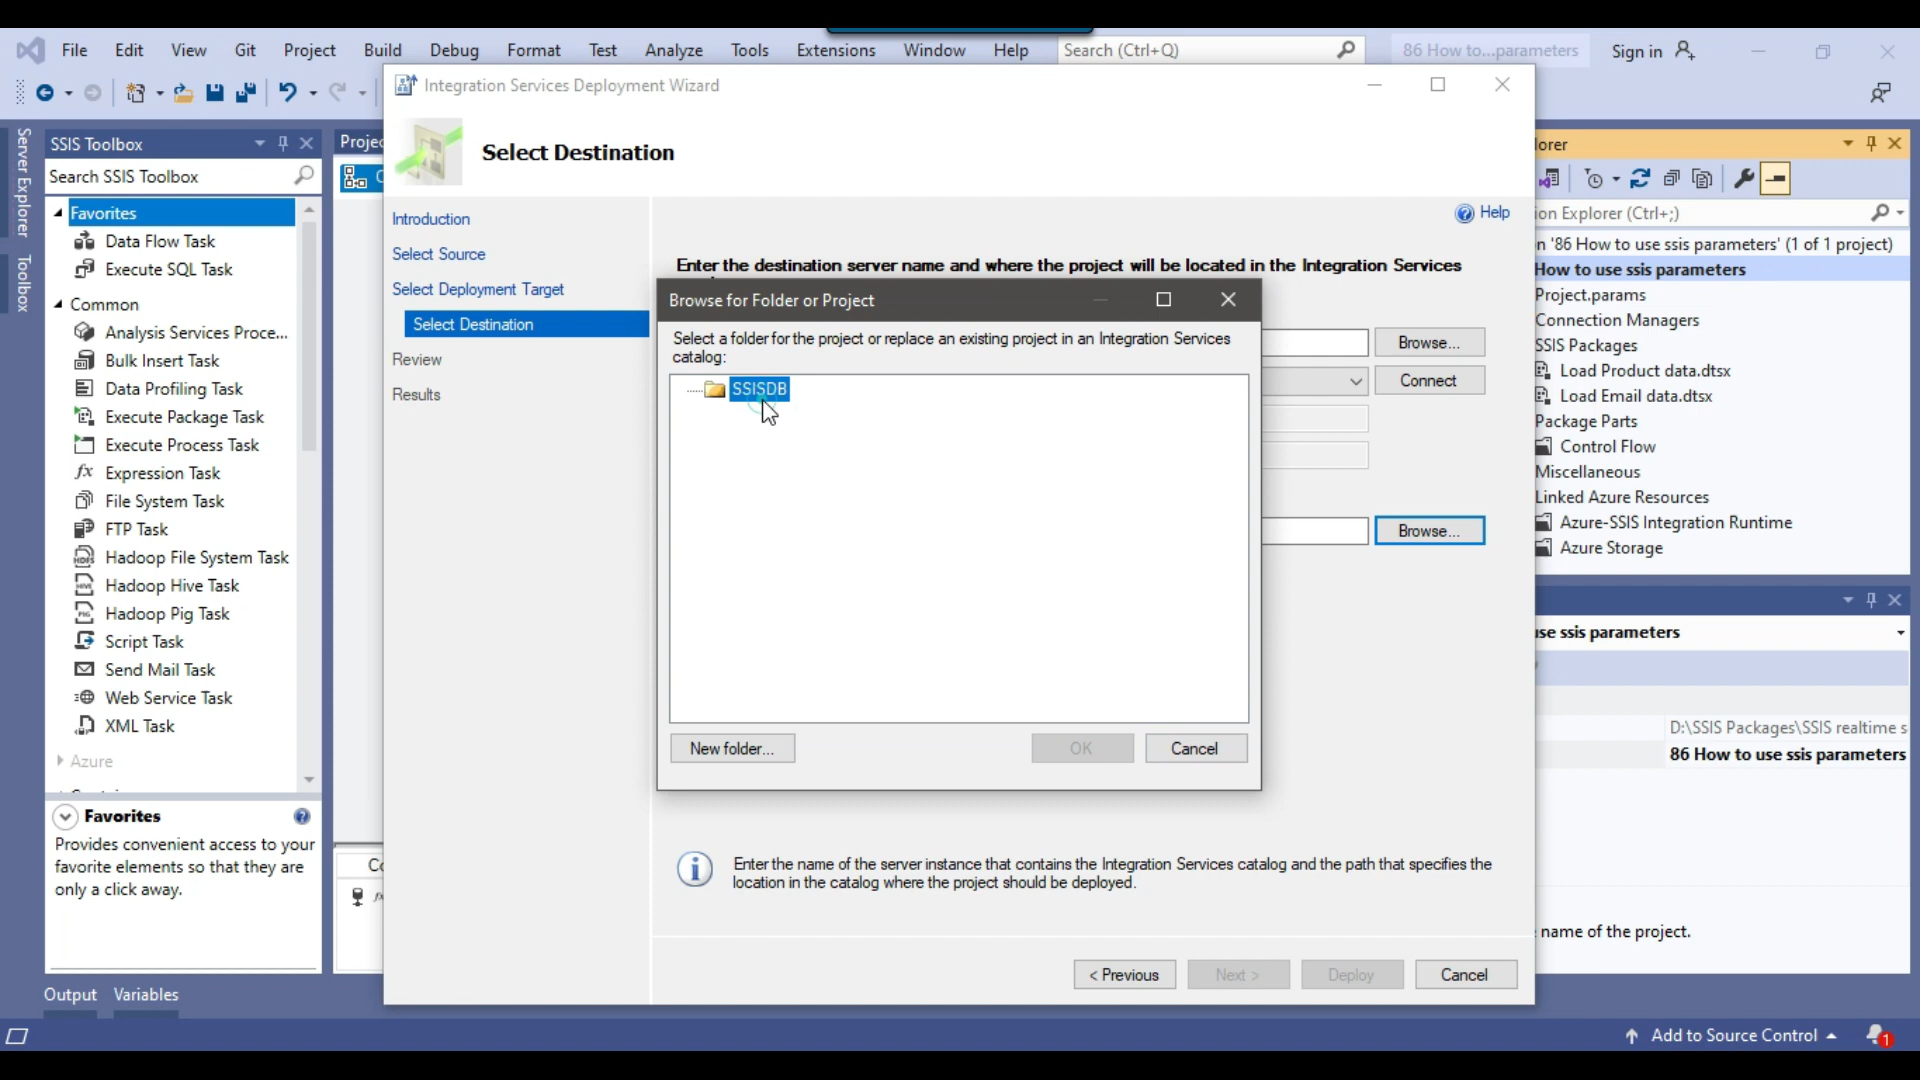 File Edit View Git Project Build Debug Format Test Analyze Tools Extensions Window Help Search (Ctrl+Q) 86 How to...parameters Sign in
Integration Services Deployment Wizard
Server Explorer
Toolbox
SSIS Toolbox
Search SSIS Toolbox
Favorites
Data Flow Task
Execute SQL Task
Common
Analysis Services Proce...
Bulk Insert Task
Data Profiling Task
Execute Package Task
Execute Process Task
Expression Task
File System Task
FTP Task
Hadoop File System Task
Hadoop Hive Task
Hadoop Pig Task
Script Task
Send Mail Task
Web Service Task
XML Task
Azure
Favorites
Provides convenient access to your
favorite elements so that they are
only a click away.
Output Variables
Projec
C
Co
Select Destination
Introduction
Select Source
Select Deployment Target
Select Destination
Review
Results
Help
Enter the destination server name and where the project will be located in the Integration Services
Browse...
Connect
Browse...
Browse for Folder or Project
Select a folder for the project or replace an existing project in an Integration Services
catalog:
SSISDB
New folder...
OK
Cancel
Enter the name of the server instance that contains the Integration Services catalog and the path that specifies the
location in the catalog where the project should be deployed.
< Previous
Next >
Deploy
Cancel
lorer
ion Explorer (Ctrl+;)
n '86 How to use ssis parameters' (1 of 1 project)
How to use ssis parameters
Project.params
Connection Managers
SSIS Packages
Load Product data.dtsx
Load Email data.dtsx
Package Parts
Control Flow
Miscellaneous
Linked Azure Resources
Azure-SSIS Integration Runtime
Azure Storage
use ssis parameters
D:\SSIS Packages\SSIS realtime s
86 How to use ssis parameters
name of the project.
Add to Source Control
1